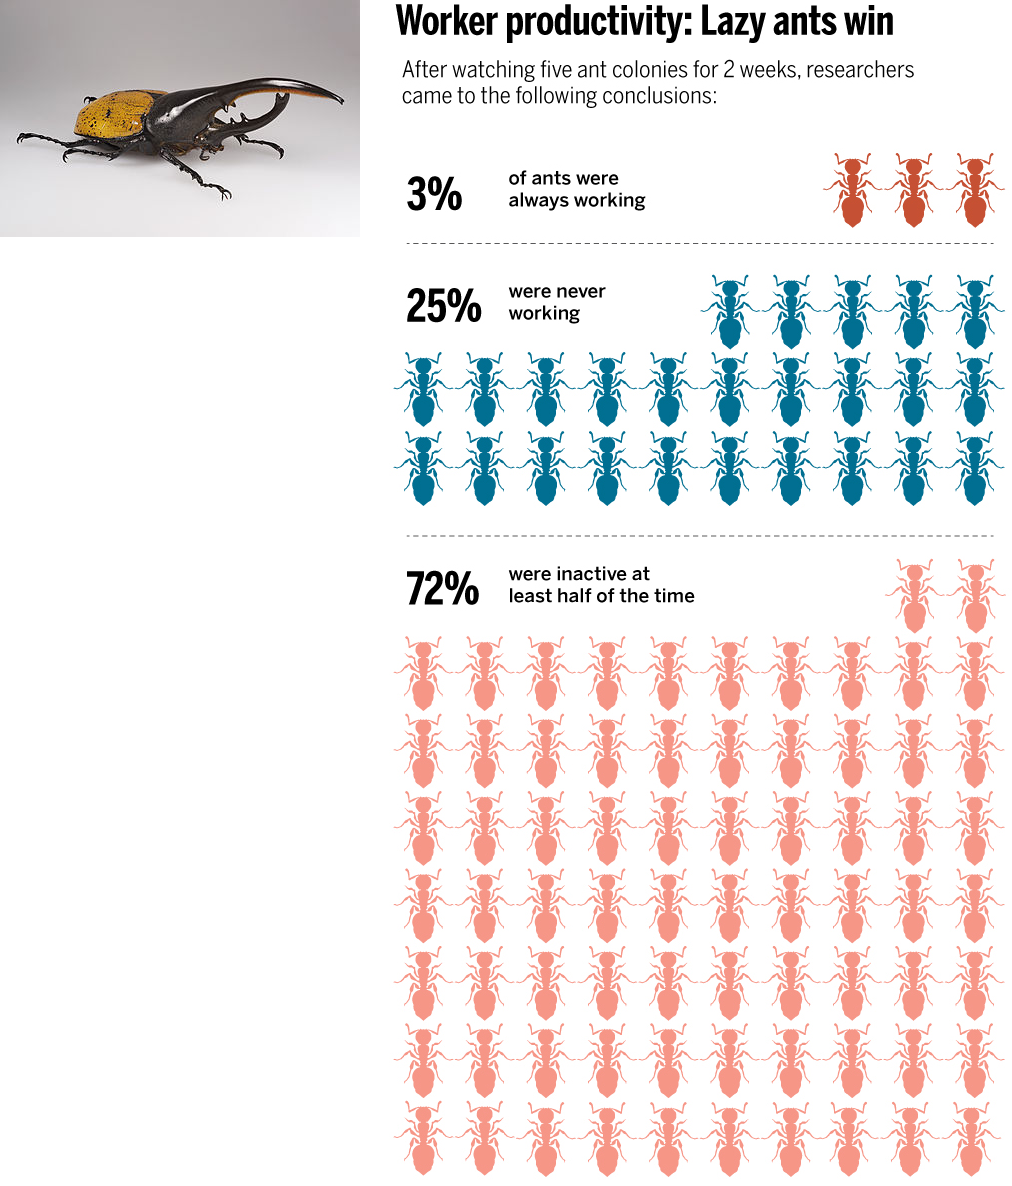 Worker productivity: Lazy ants win
After watching five ant colonies for 2 weeks, researchers
came to the following conclusions:
3%
of ants were
always working
25%
were never
working
72%
were inactive at
least half of the time